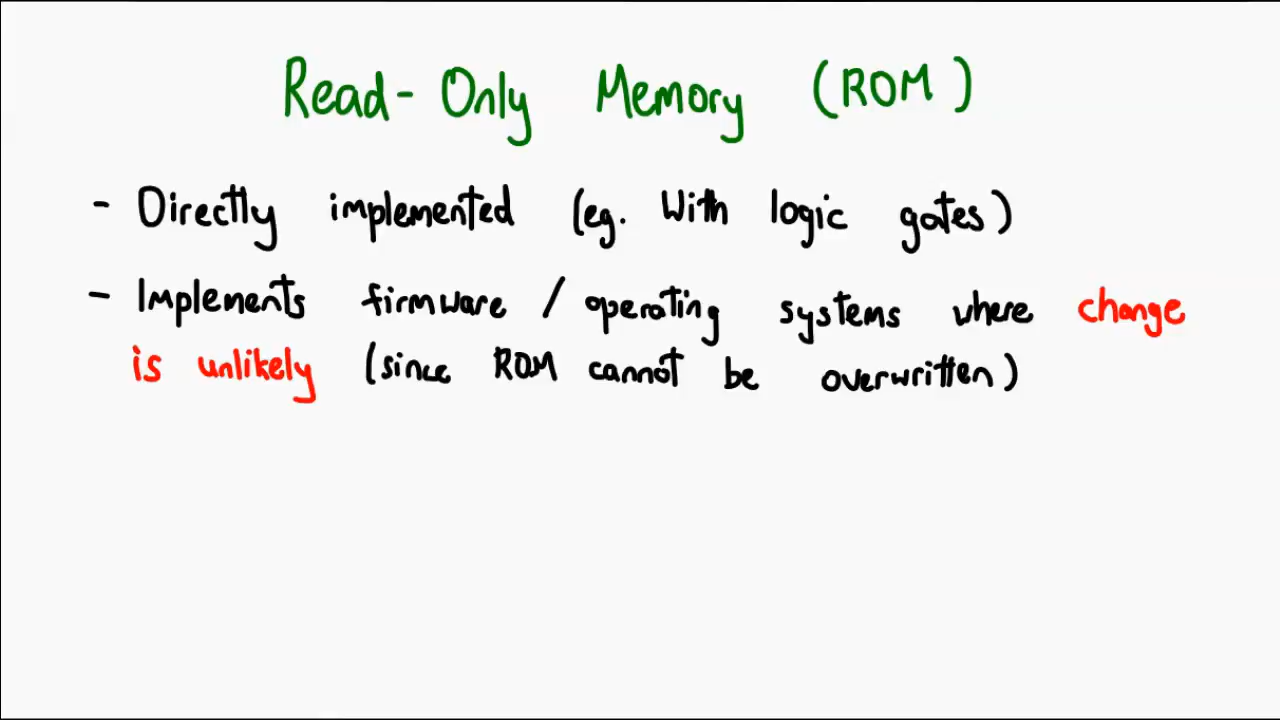 Read-Only Memory (ROM)
- Directly implemented (eg. With logic gates)
- Implements firmware / operating systems where change
is unlikely (since ROM cannot be overwritten)